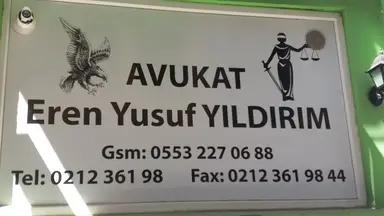 AVUKAT
Eren Yusuf YILDIRIM
Gsm: 0553 227 06 88
Tel: 0212 361 98 Fax: 0212 361 98 44